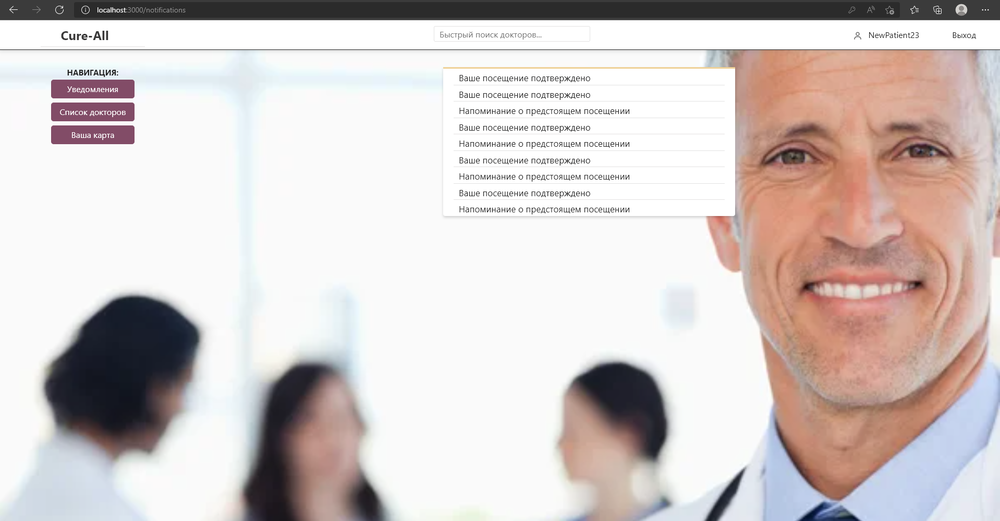 localhost:3000/notifications
Cure-All
Быстрый поиск докторов...
NewPatient23
Выход
НАВИГАЦИЯ:
Уведомления
Список докторов
Ваша карта
Ваше посещение подтверждено
Ваше посещение подтверждено
Напоминание о предстоящем посещении
Ваше посещение подтверждено
Напоминание о предстоящем посещении
Ваше посещение подтверждено
Напоминание о предстоящем посещении
Ваше посещение подтверждено
Напоминание о предстоящем посещении